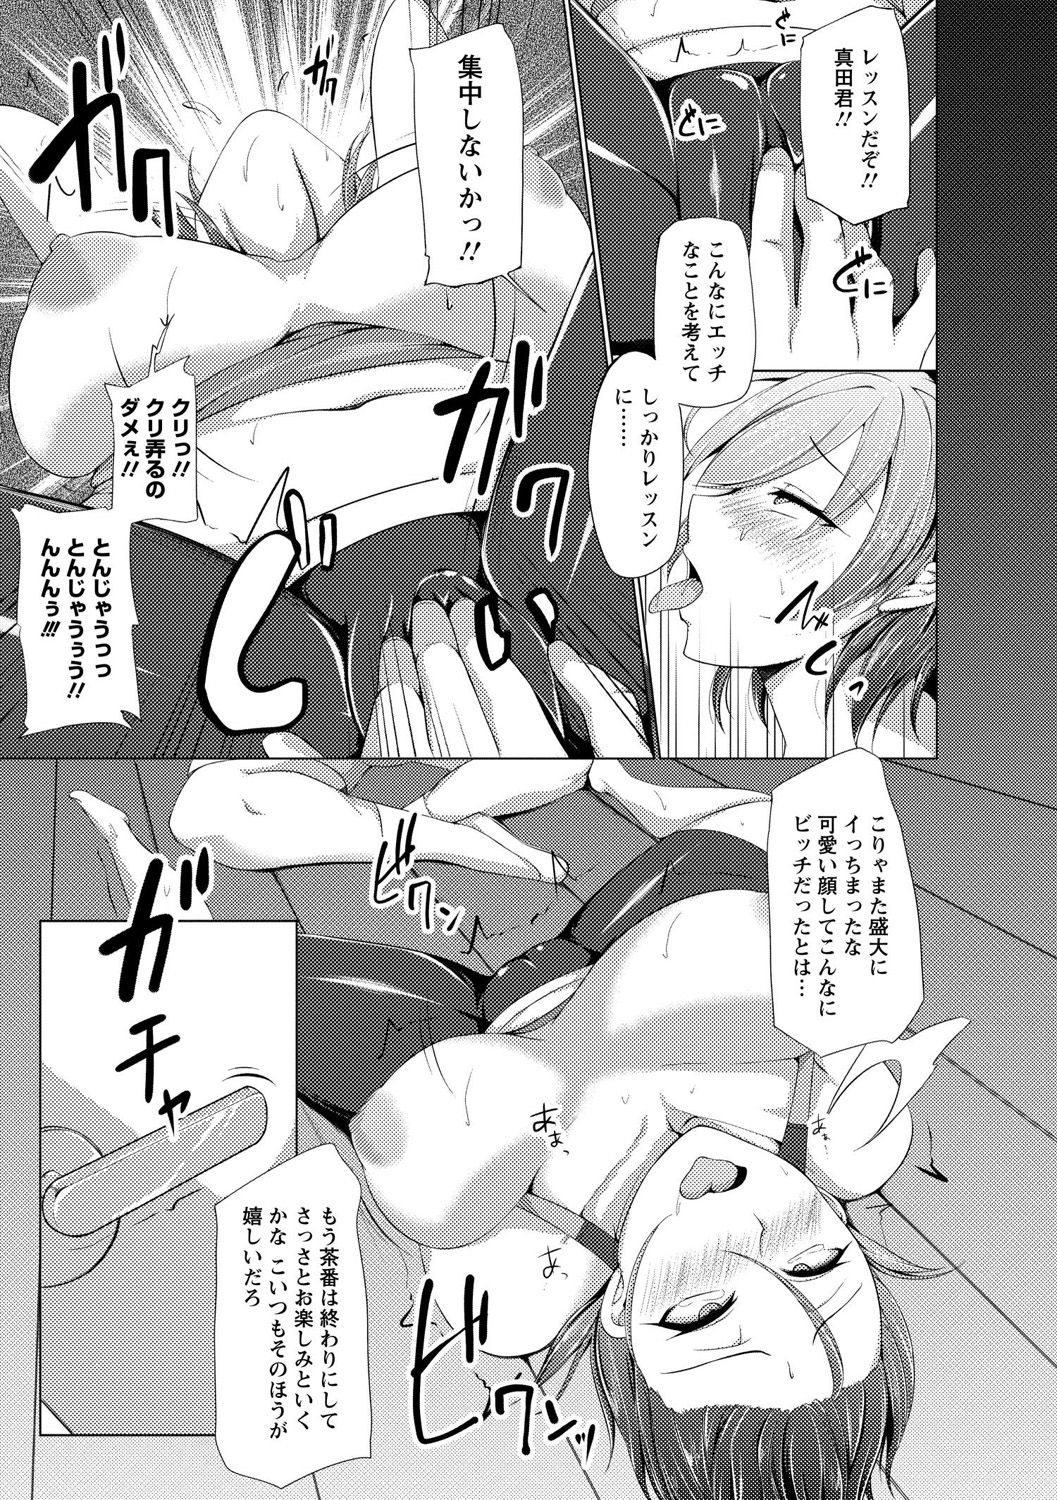 レッスンだぞ!!
真田君!!
どに
どに
どに
こんなにエッチ
なことを考えて
しっかりレッスン
に……
集中しないかっ!!
ガク
ガク
ガク
クリっ!!
クリ弄るの
ダメぇ!!
とんじゃうっっ
とんじゃうぅう!!
んんんぅ!!!
こりゃまた盛大に
イっちまったな
可愛い顔してこんなに
ビッチだったとは…
ビクン
ガチャ
あぁっ
あぁっ
ビクンッ
もう茶番は終わりにして
さっさとお楽しみといく
かな こいつもそのほうが
嬉しいだろ